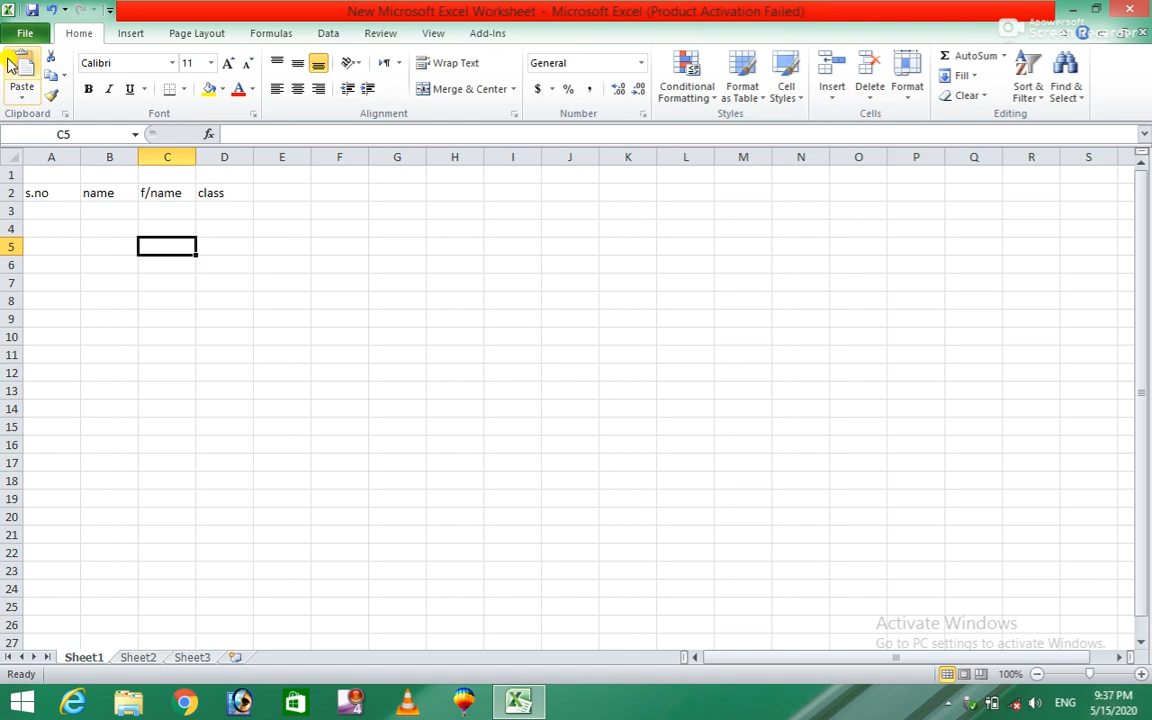 New Microsoft Excel Worksheet - Microsoft Excel (Product Activation Failed)
Apowersoft
Screen Recorder
File Home Insert Page Layout Formulas Data Review View Add-Ins
Paste
Calibri 11
B I U A
Wrap Text
Merge & Center
General
$ % ,
Conditional Formatting
Format as Table
Cell Styles
Insert Delete Format
Σ AutoSum
Fill
Clear
Sort & Filter
Find & Select
Clipboard Font Alignment Number Styles Cells Editing
C5 fx
A B C D E F G H I J K L M N O P Q R S
1
2 s.no name f/name class
3
4
5
6
7
8
9
10
11
12
13
14
15
16
17
18
19
20
21
22
23
24
25
26
27
Activate Windows
Go to PC settings to activate Windows.
Sheet1 Sheet2 Sheet3
Ready 100%
ENG
9:37 PM
5/15/2020